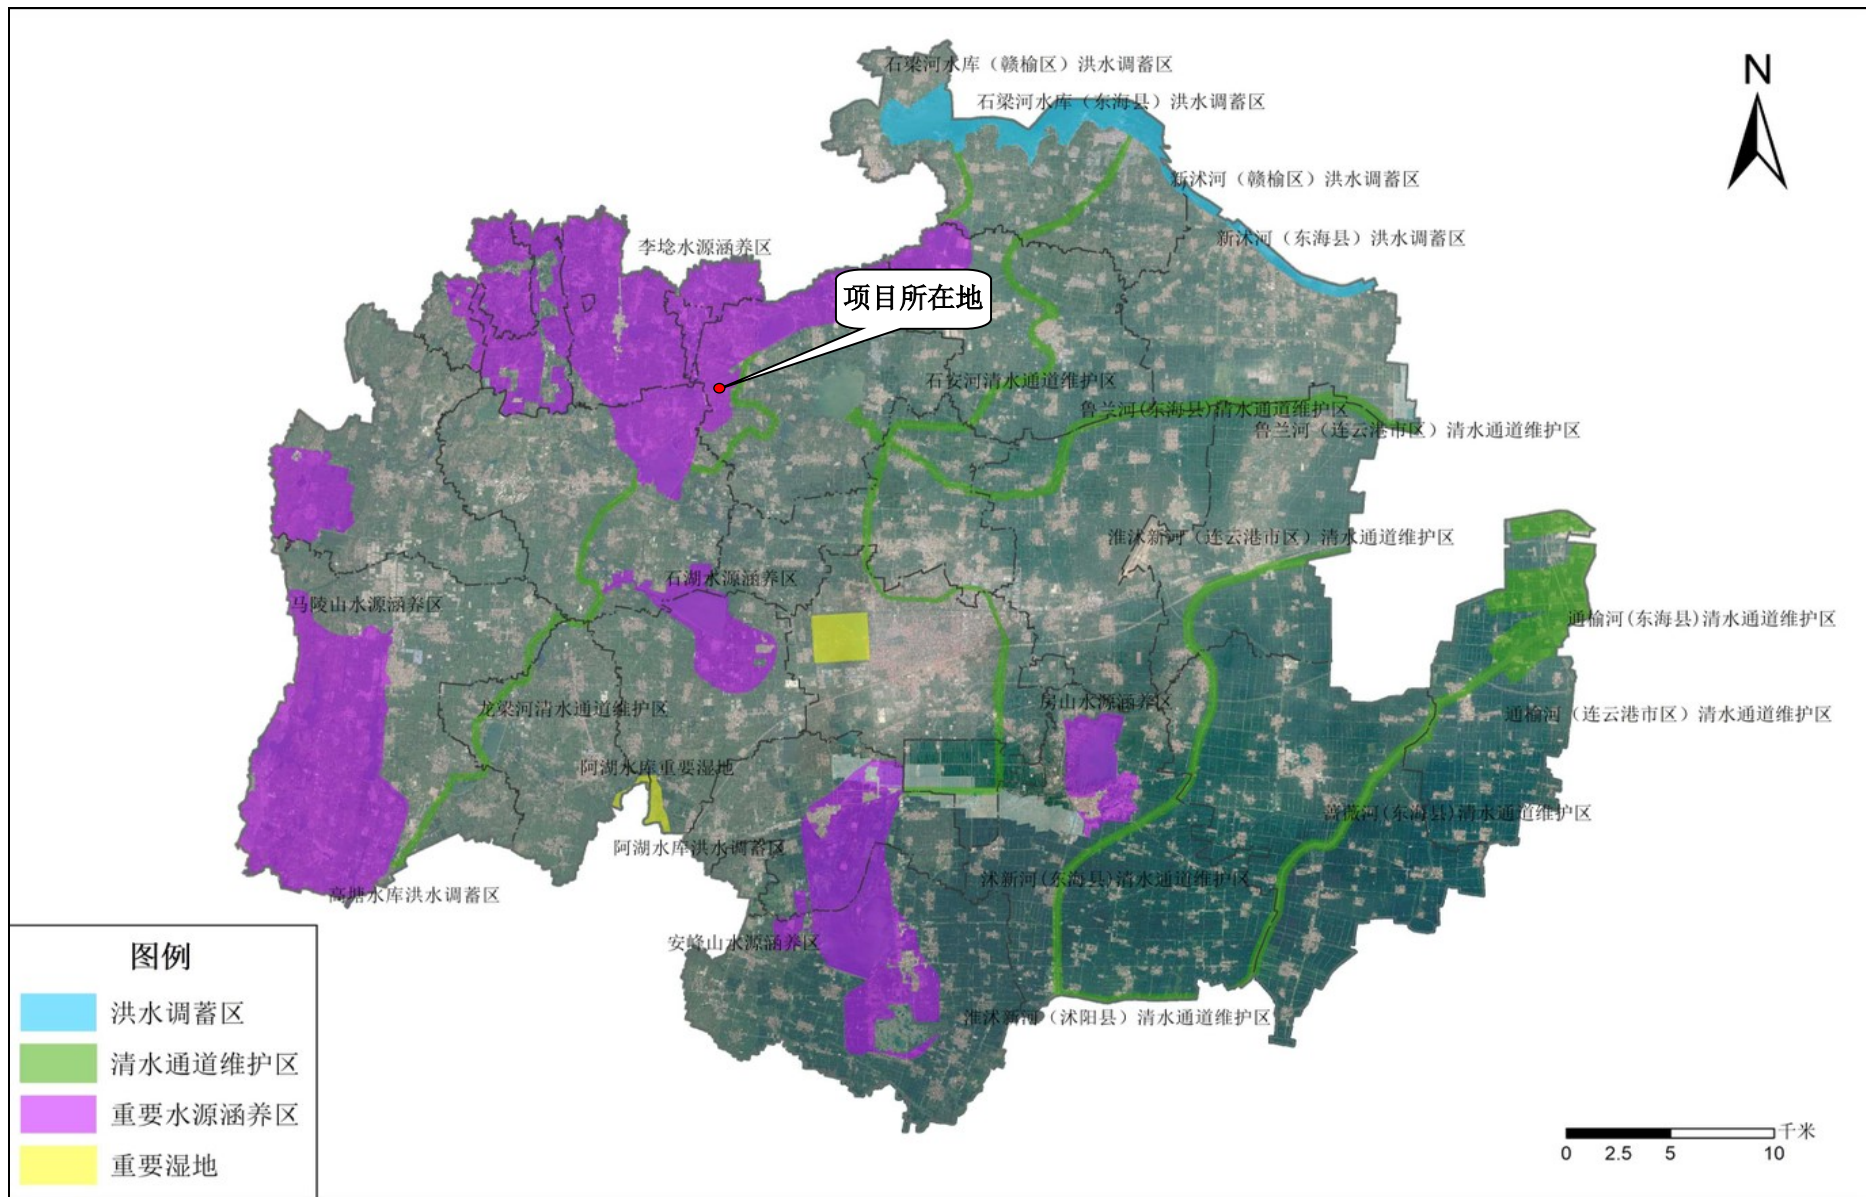 石梁河水库（赣榆区）洪水调蓄区
石梁河水库（东海县）洪水调蓄区
N
新沭河（赣榆区）洪水调蓄区
新沭河（东海县）洪水调蓄区
李埝水源涵养区
项目所在地
石安河清水通道维护区
鲁兰河(东海县)清水通道维护区
鲁兰河（连云港市区）清水通道维护区
淮沭新河（连云港市区）清水通道维护区
石湖水源涵养区
马陵山水源涵养区
通榆河(东海县)清水通道维护区
房山水源涵养区
龙梁河清水通道维护区
通榆河（连云港市区）清水通道维护区
阿湖水库重要湿地
蔷薇河(东海县)清水通道维护区
阿湖水库洪水调蓄区
沭新河(东海县)清水通道维护区
高塘水库洪水调蓄区
安峰山水源涵养区
淮沭新河（沭阳县）清水通道维护区
图例
洪水调蓄区
清水通道维护区
重要水源涵养区
重要湿地
千米
0 2.5 5 10